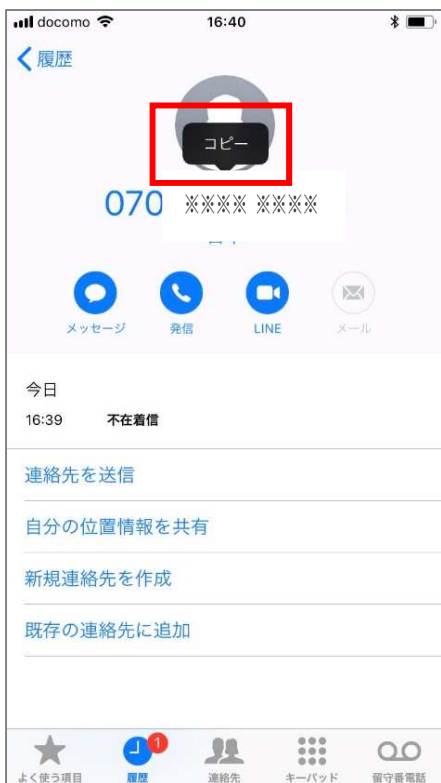 docomo 16:40
履歴
コピー
070 ※※※※ ※※※※
メッセージ 発信 LINE メール
今日
16:39 不在着信
連絡先を送信
自分の位置情報を共有
新規連絡先を作成
既存の連絡先に追加
1
よく使う項目 履歴 連絡先 キーパッド 留守番電話